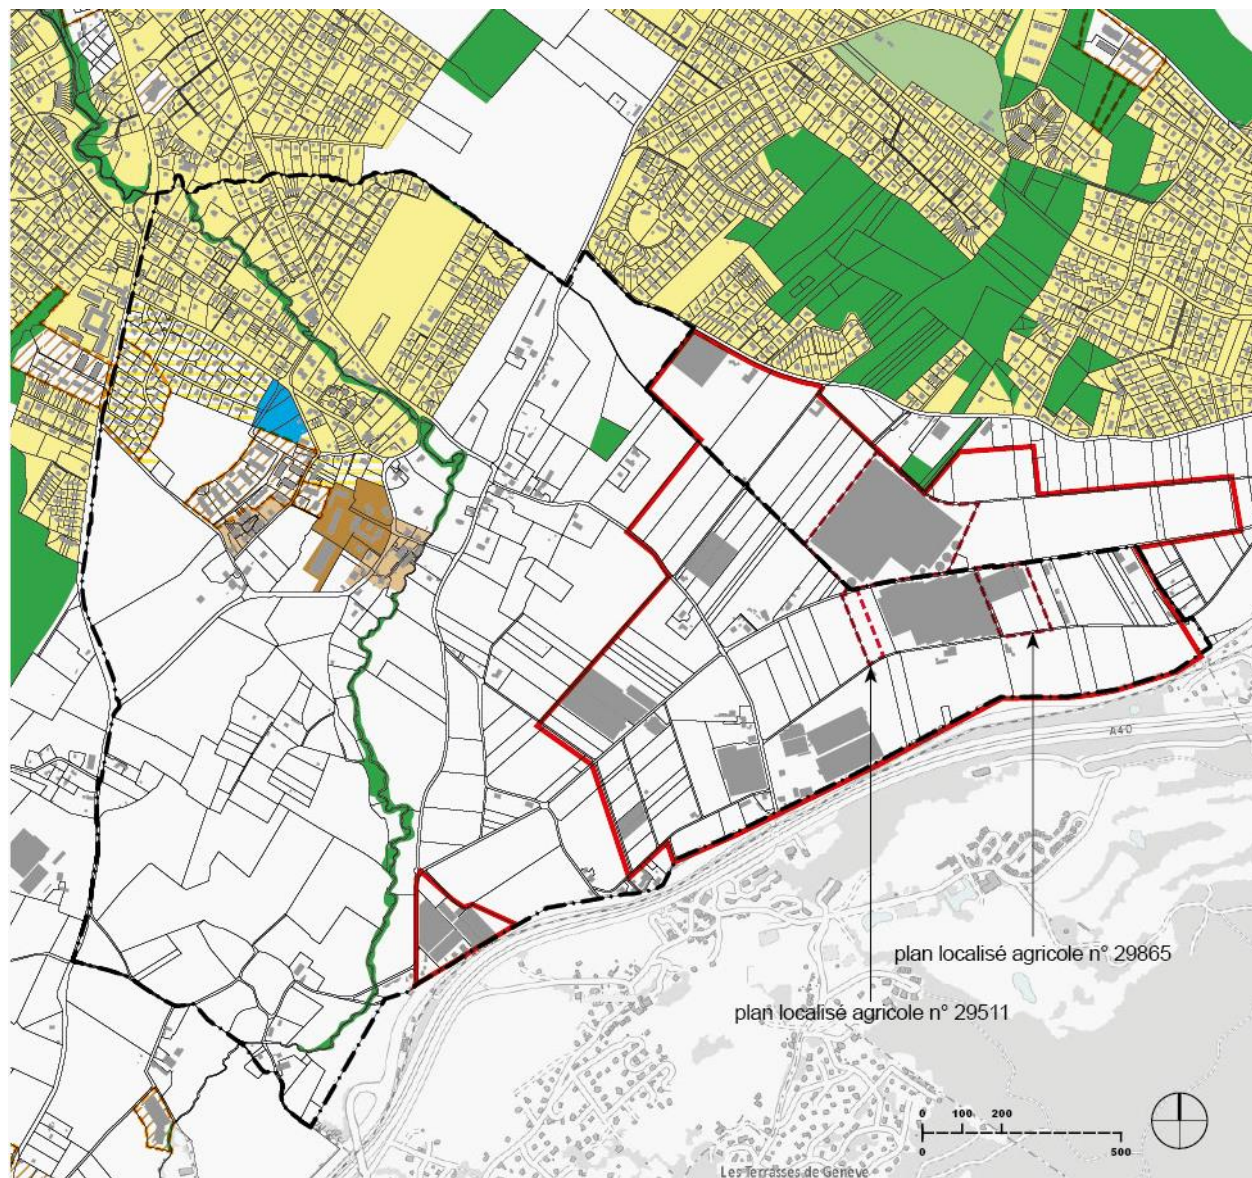 A40
plan localisé agricole n° 29865
plan localisé agricole n° 29511
0 100 200
0 500
Les Terrasses de Genève